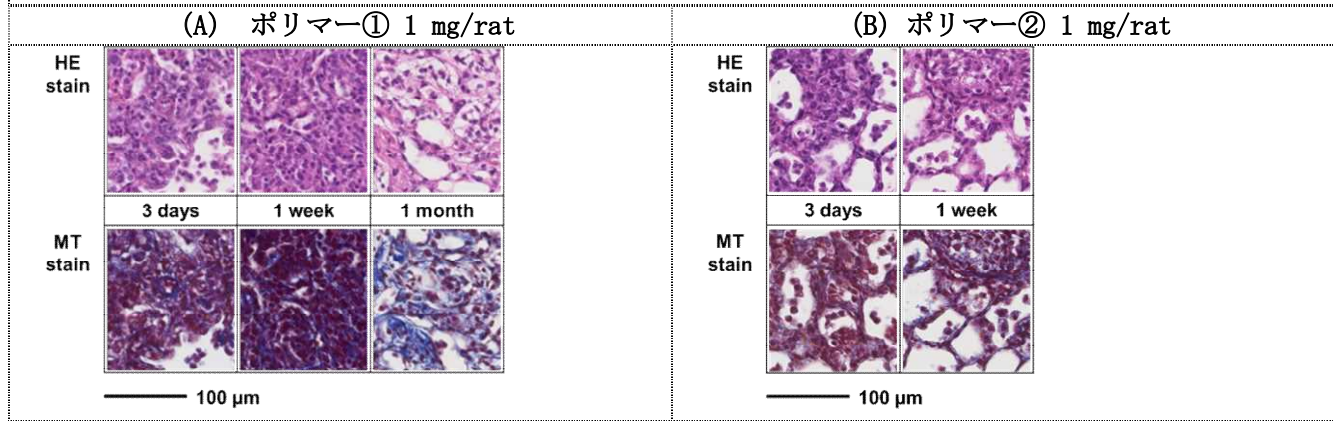 (A) ポリマー① 1 mg/rat
HE
stain
3 days 1 week 1 month
MT
stain
100 μm
(B) ポリマー② 1 mg/rat
HE
stain
3 days 1 week
MT
stain
100 μm